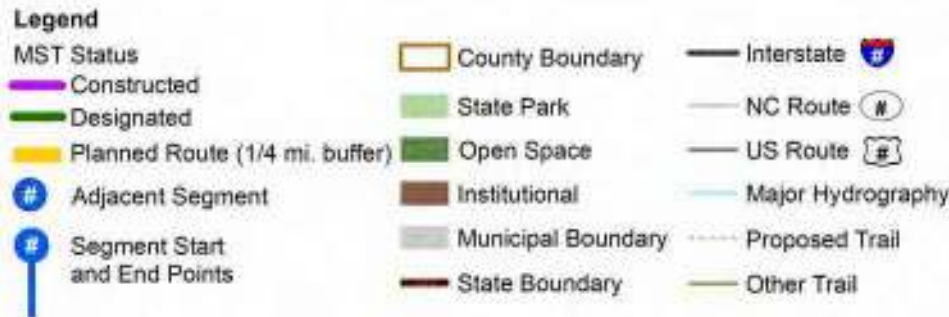 Legend
MST Status
Constructed
Designated
Planned Route (1/4 mi. buffer)
# Adjacent Segment
# Segment Start
and End Points
County Boundary
State Park
Open Space
Institutional
Municipal Boundary
State Boundary
Interstate #
NC Route #
US Route #
Major Hydrography
Proposed Trail
Other Trail